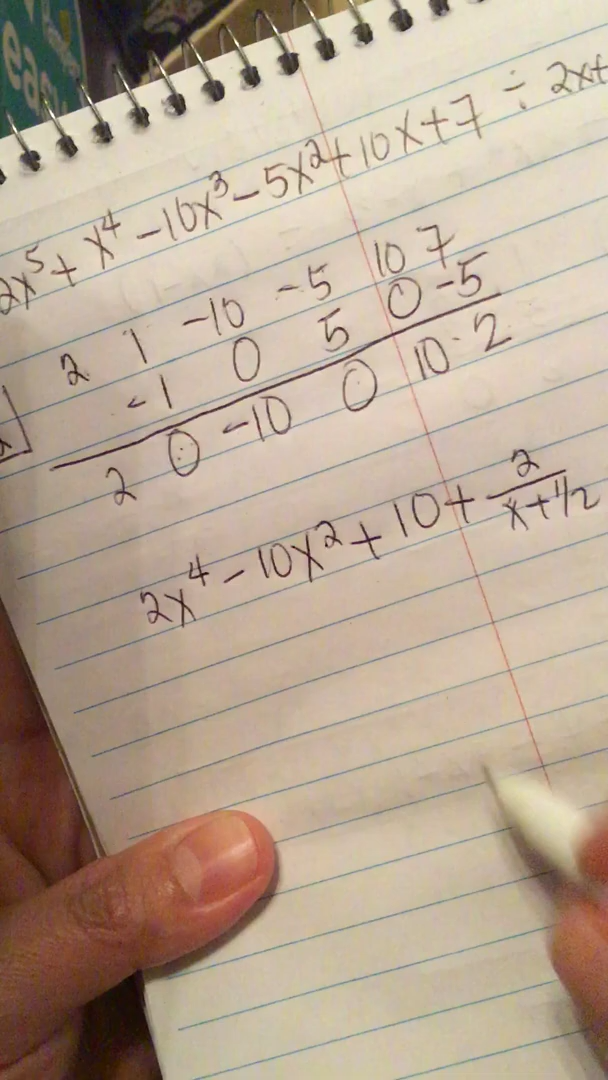 easy
2x⁵ + x⁴ - 10x³ - 5x² + 10x + 7 ÷ 2x+
2 1 -10 -5 10 7
-1 0 5 0 -5
2 0 -10 0 10 2
2x⁴ - 10x² + 10 + 2/(x + 1/2)